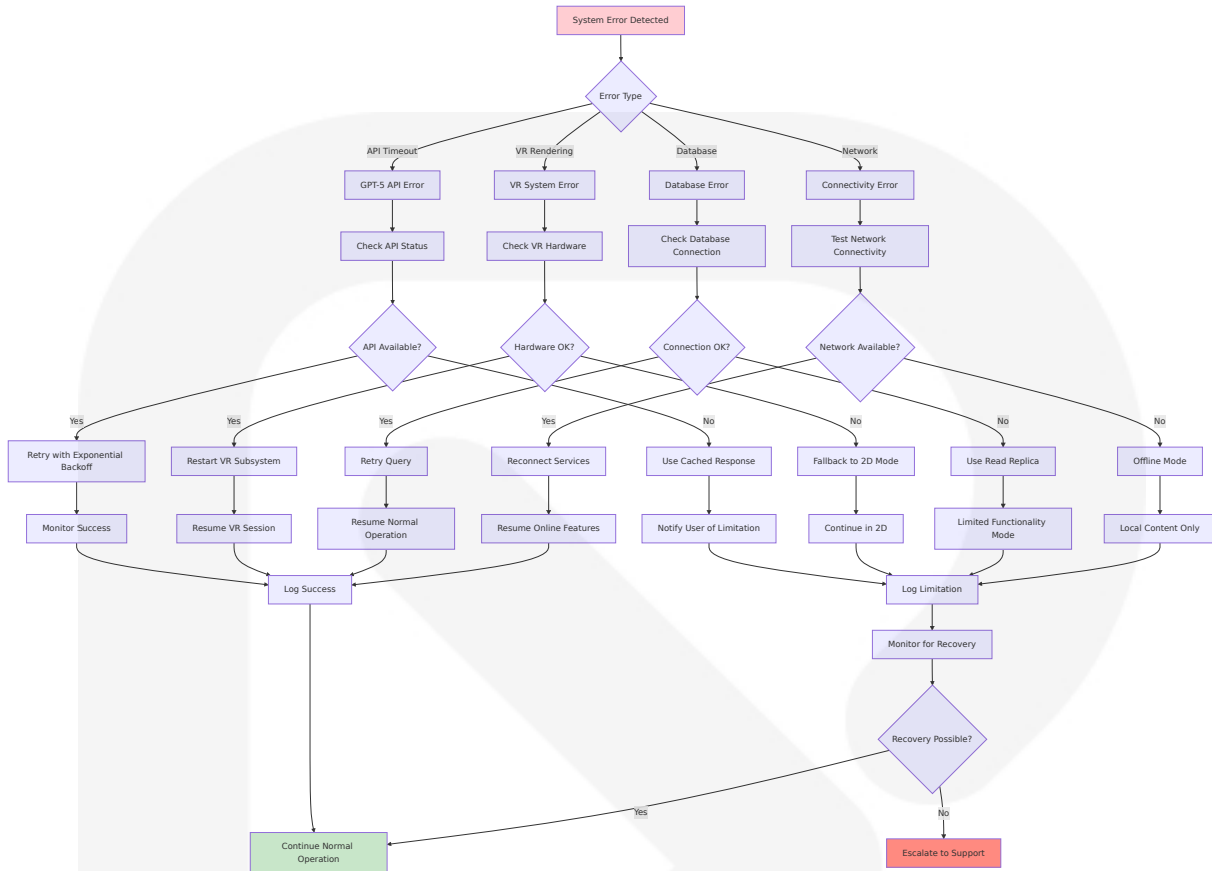 System Error Detected
Error Type
API Timeout
VR Rendering
Database
Network
GPT-5 API Error
VR System Error
Database Error
Connectivity Error
Check API Status
Check VR Hardware
Check Database
Connection
Test Network
Connectivity
API Available?
Hardware OK?
Connection OK?
Network Available?
Yes
Yes
Yes
Yes
No
No
No
No
Retry with Exponential
Backoff
Restart VR Subsystem
Retry Query
Reconnect Services
Use Cached Response
Fallback to 2D Mode
Use Read Replica
Offline Mode
Monitor Success
Resume VR Session
Resume Normal
Operation
Resume Online Features
Notify User of Limitation
Continue in 2D
Limited Functionality
Mode
Local Content Only
Log Success
Log Limitation
Monitor for Recovery
Recovery Possible?
Yes
No
Continue Normal
Operation
Escalate to Support